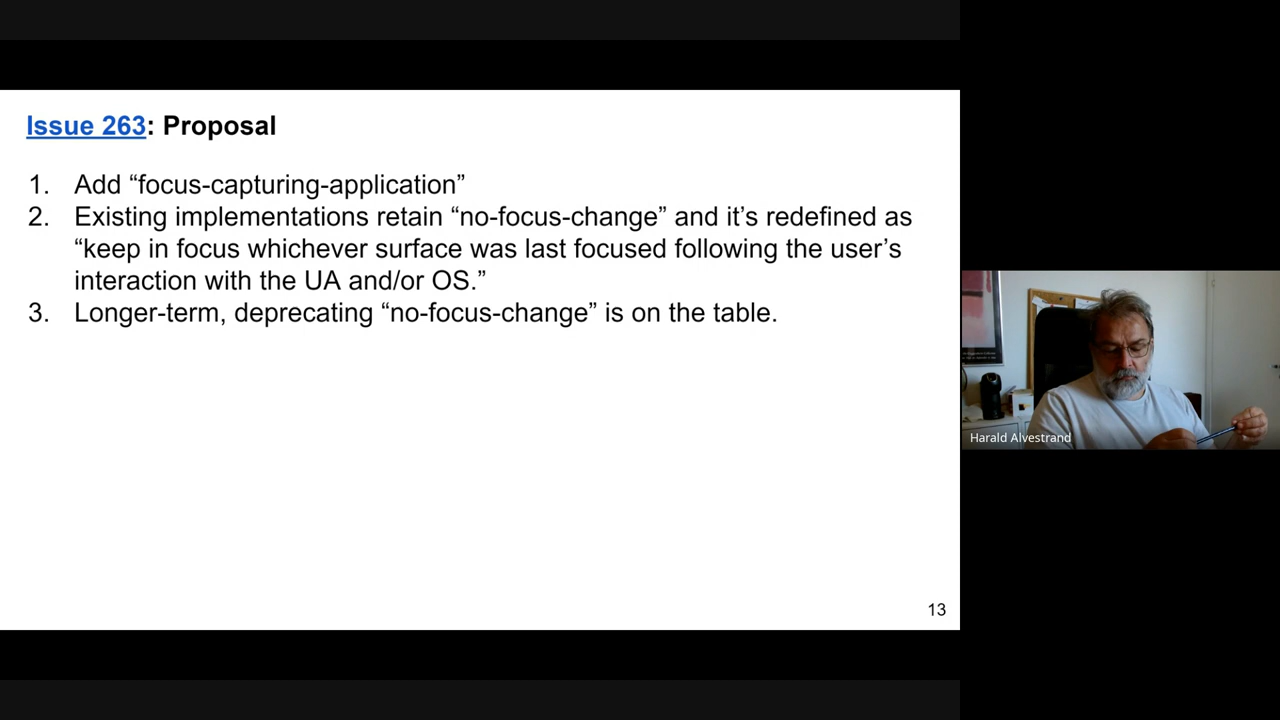 Issue 263: Proposal
1. Add “focus-capturing-application”
2. Existing implementations retain “no-focus-change” and it’s redefined as
“keep in focus whichever surface was last focused following the user’s
interaction with the UA and/or OS.”
3. Longer-term, deprecating “no-focus-change” is on the table.
13
Harald Alvestrand